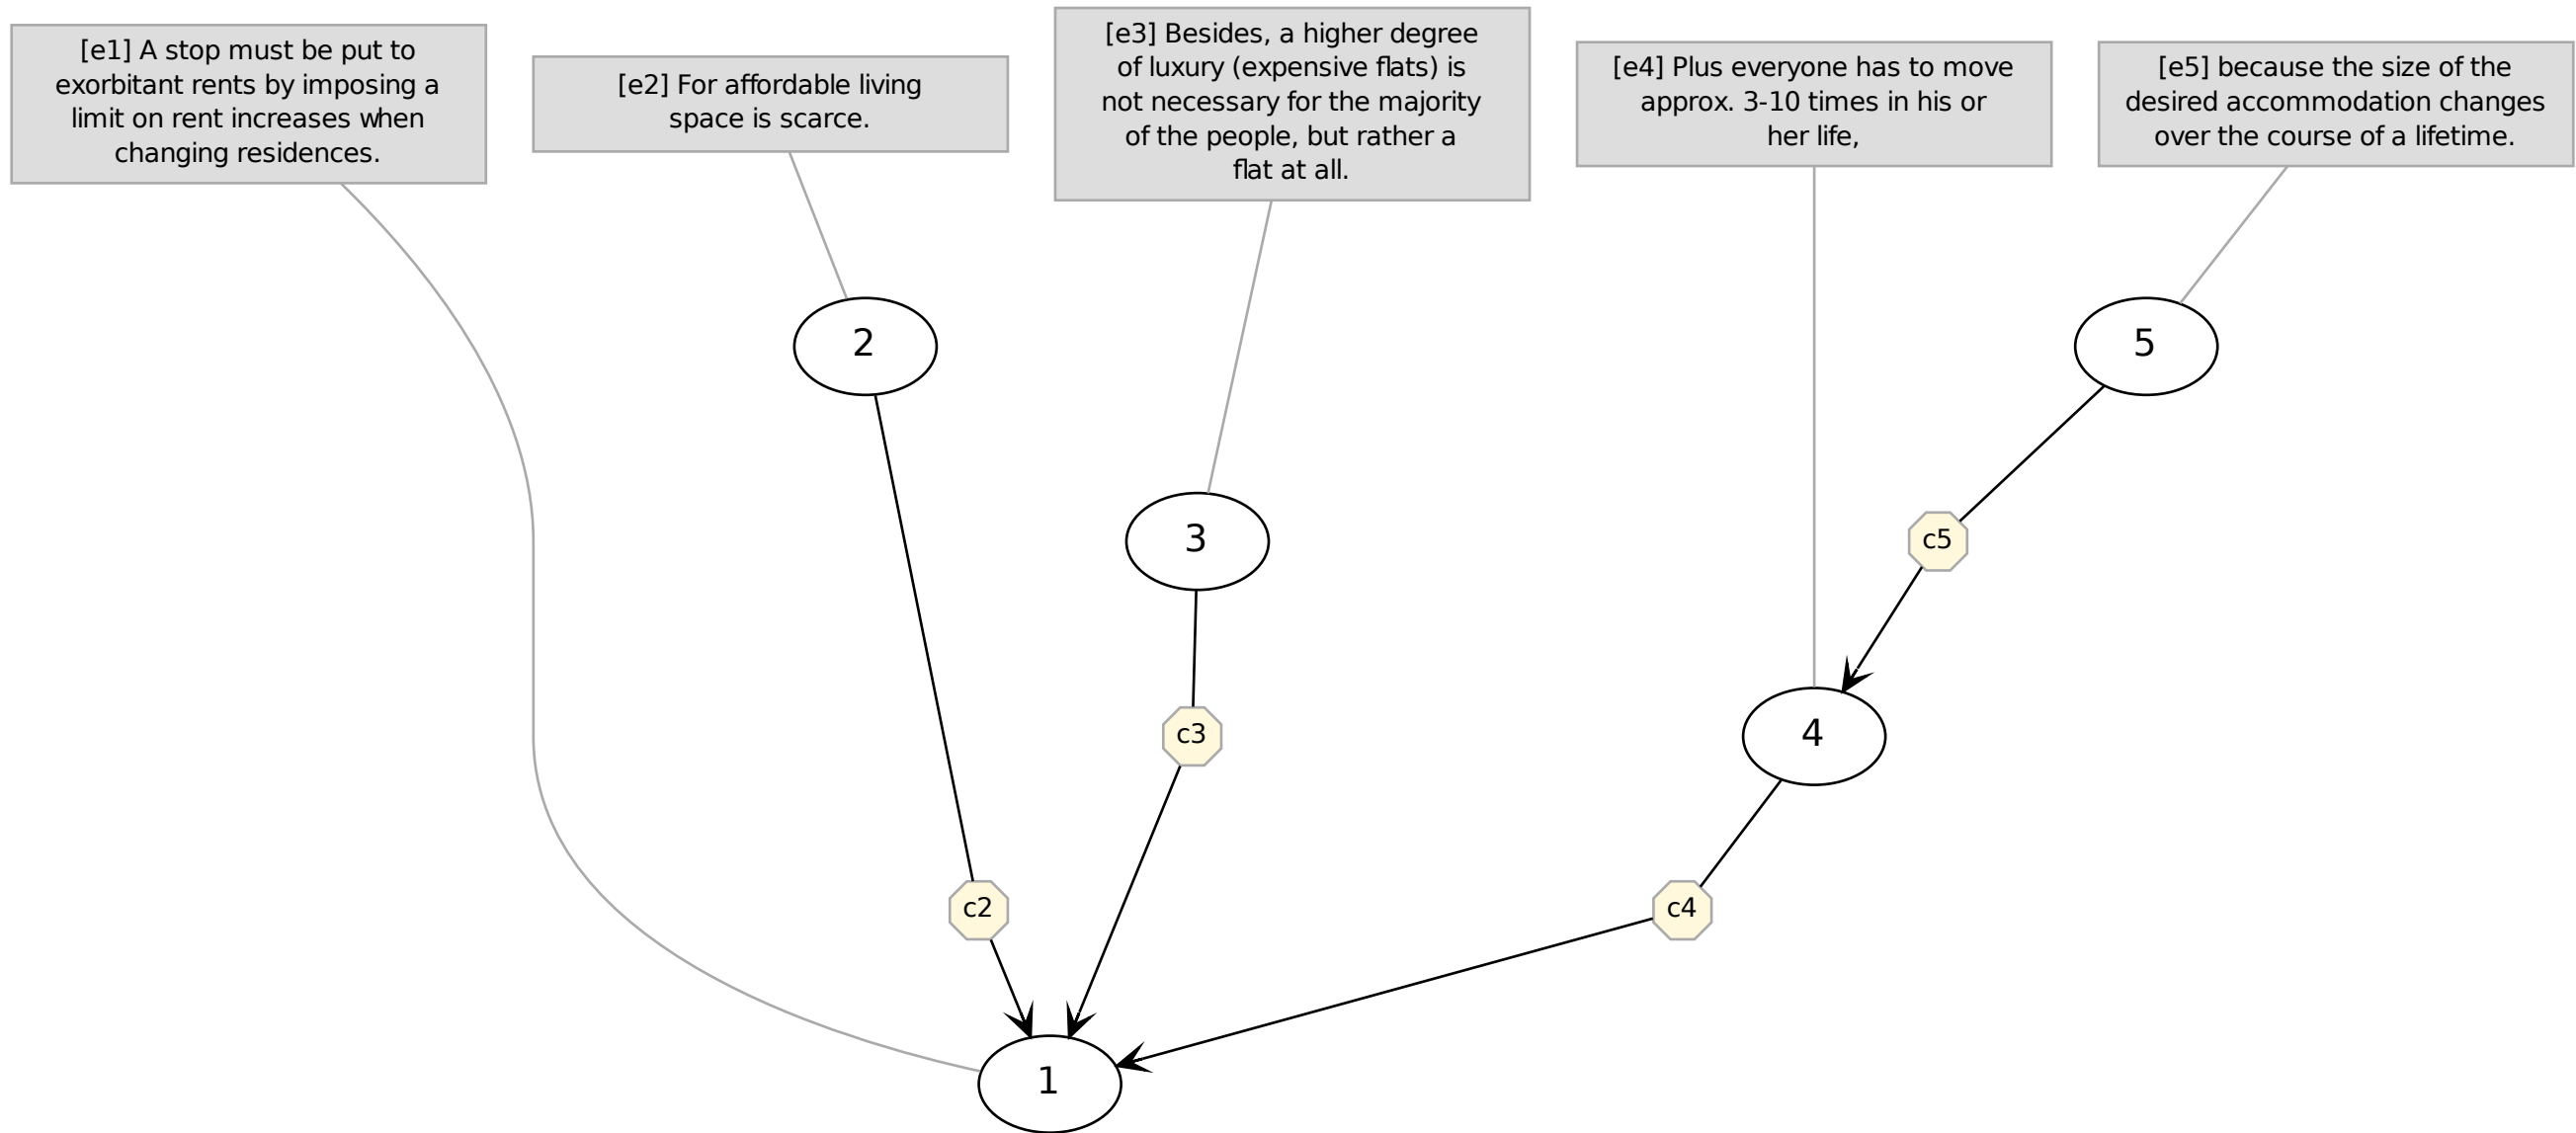 [e1] A stop must be put to
exorbitant rents by imposing a
limit on rent increases when
changing residences.
[e2] For affordable living
space is scarce.
[e3] Besides, a higher degree
of luxury (expensive flats) is
not necessary for the majority
of the people, but rather a
flat at all.
[e4] Plus everyone has to move
approx. 3-10 times in his or
her life,
[e5] because the size of the
desired accommodation changes
over the course of a lifetime.
2
5
3
c5
c3
4
c2
c4
1